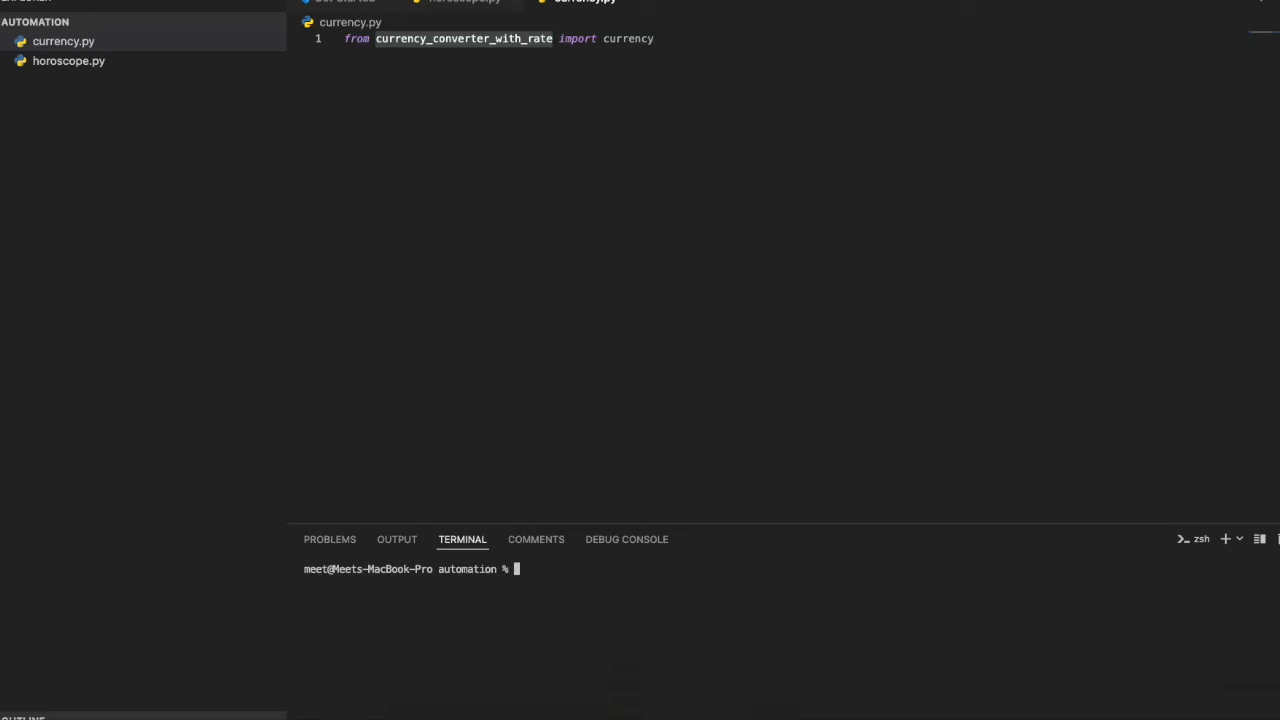 AUTOMATION
currency.py
horoscope.py
currency.py
1 from currency_converter_with_rate import currency
PROBLEMS OUTPUT TERMINAL COMMENTS DEBUG CONSOLE
zsh
meet@Meets-MacBook-Pro automation %